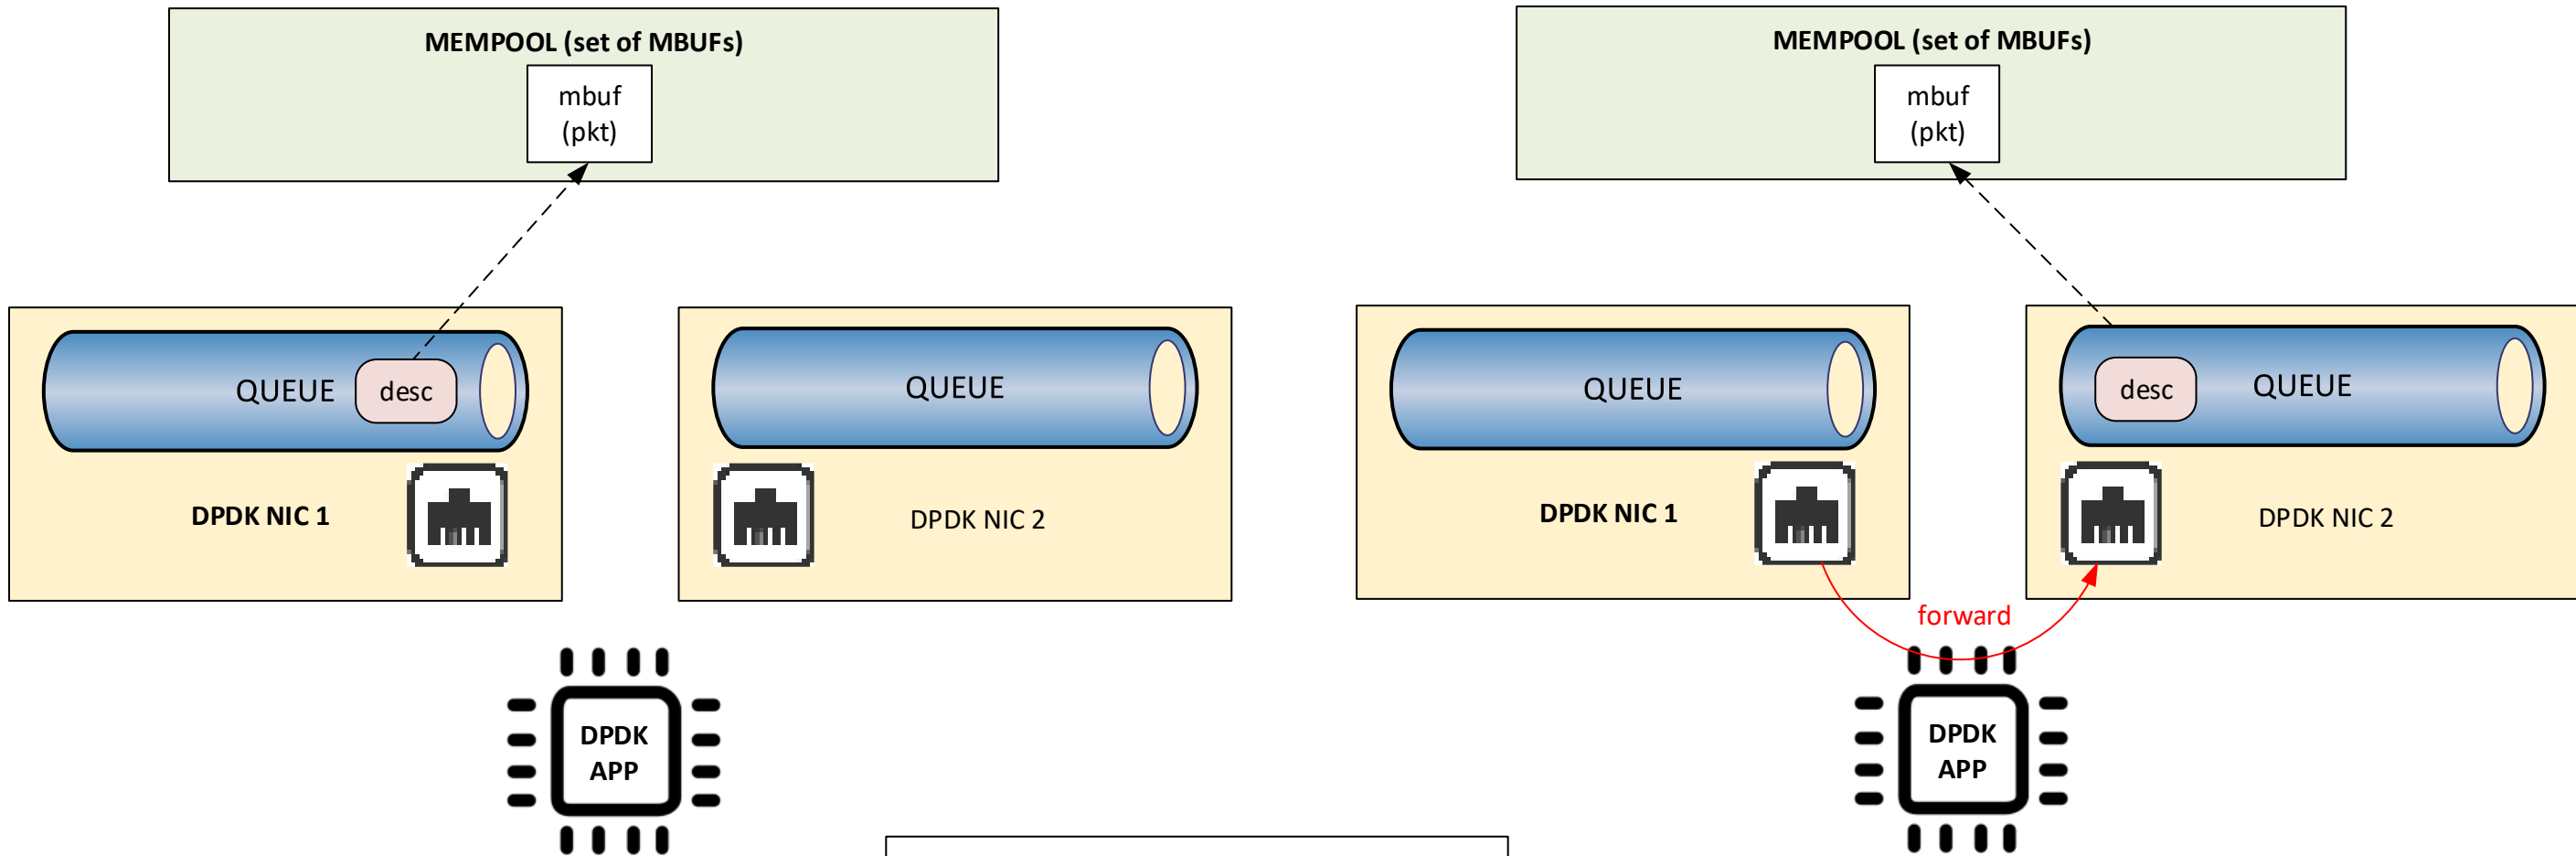 MEMPOOL (set of MBUFs)
mbuf
(pkt)
QUEUE
desc
DPDK NIC 1
QUEUE
DPDK NIC 2
DPDK
APP
MEMPOOL (set of MBUFs)
mbuf
(pkt)
QUEUE
DPDK NIC 1
desc
QUEUE
DPDK NIC 2
forward
DPDK
APP